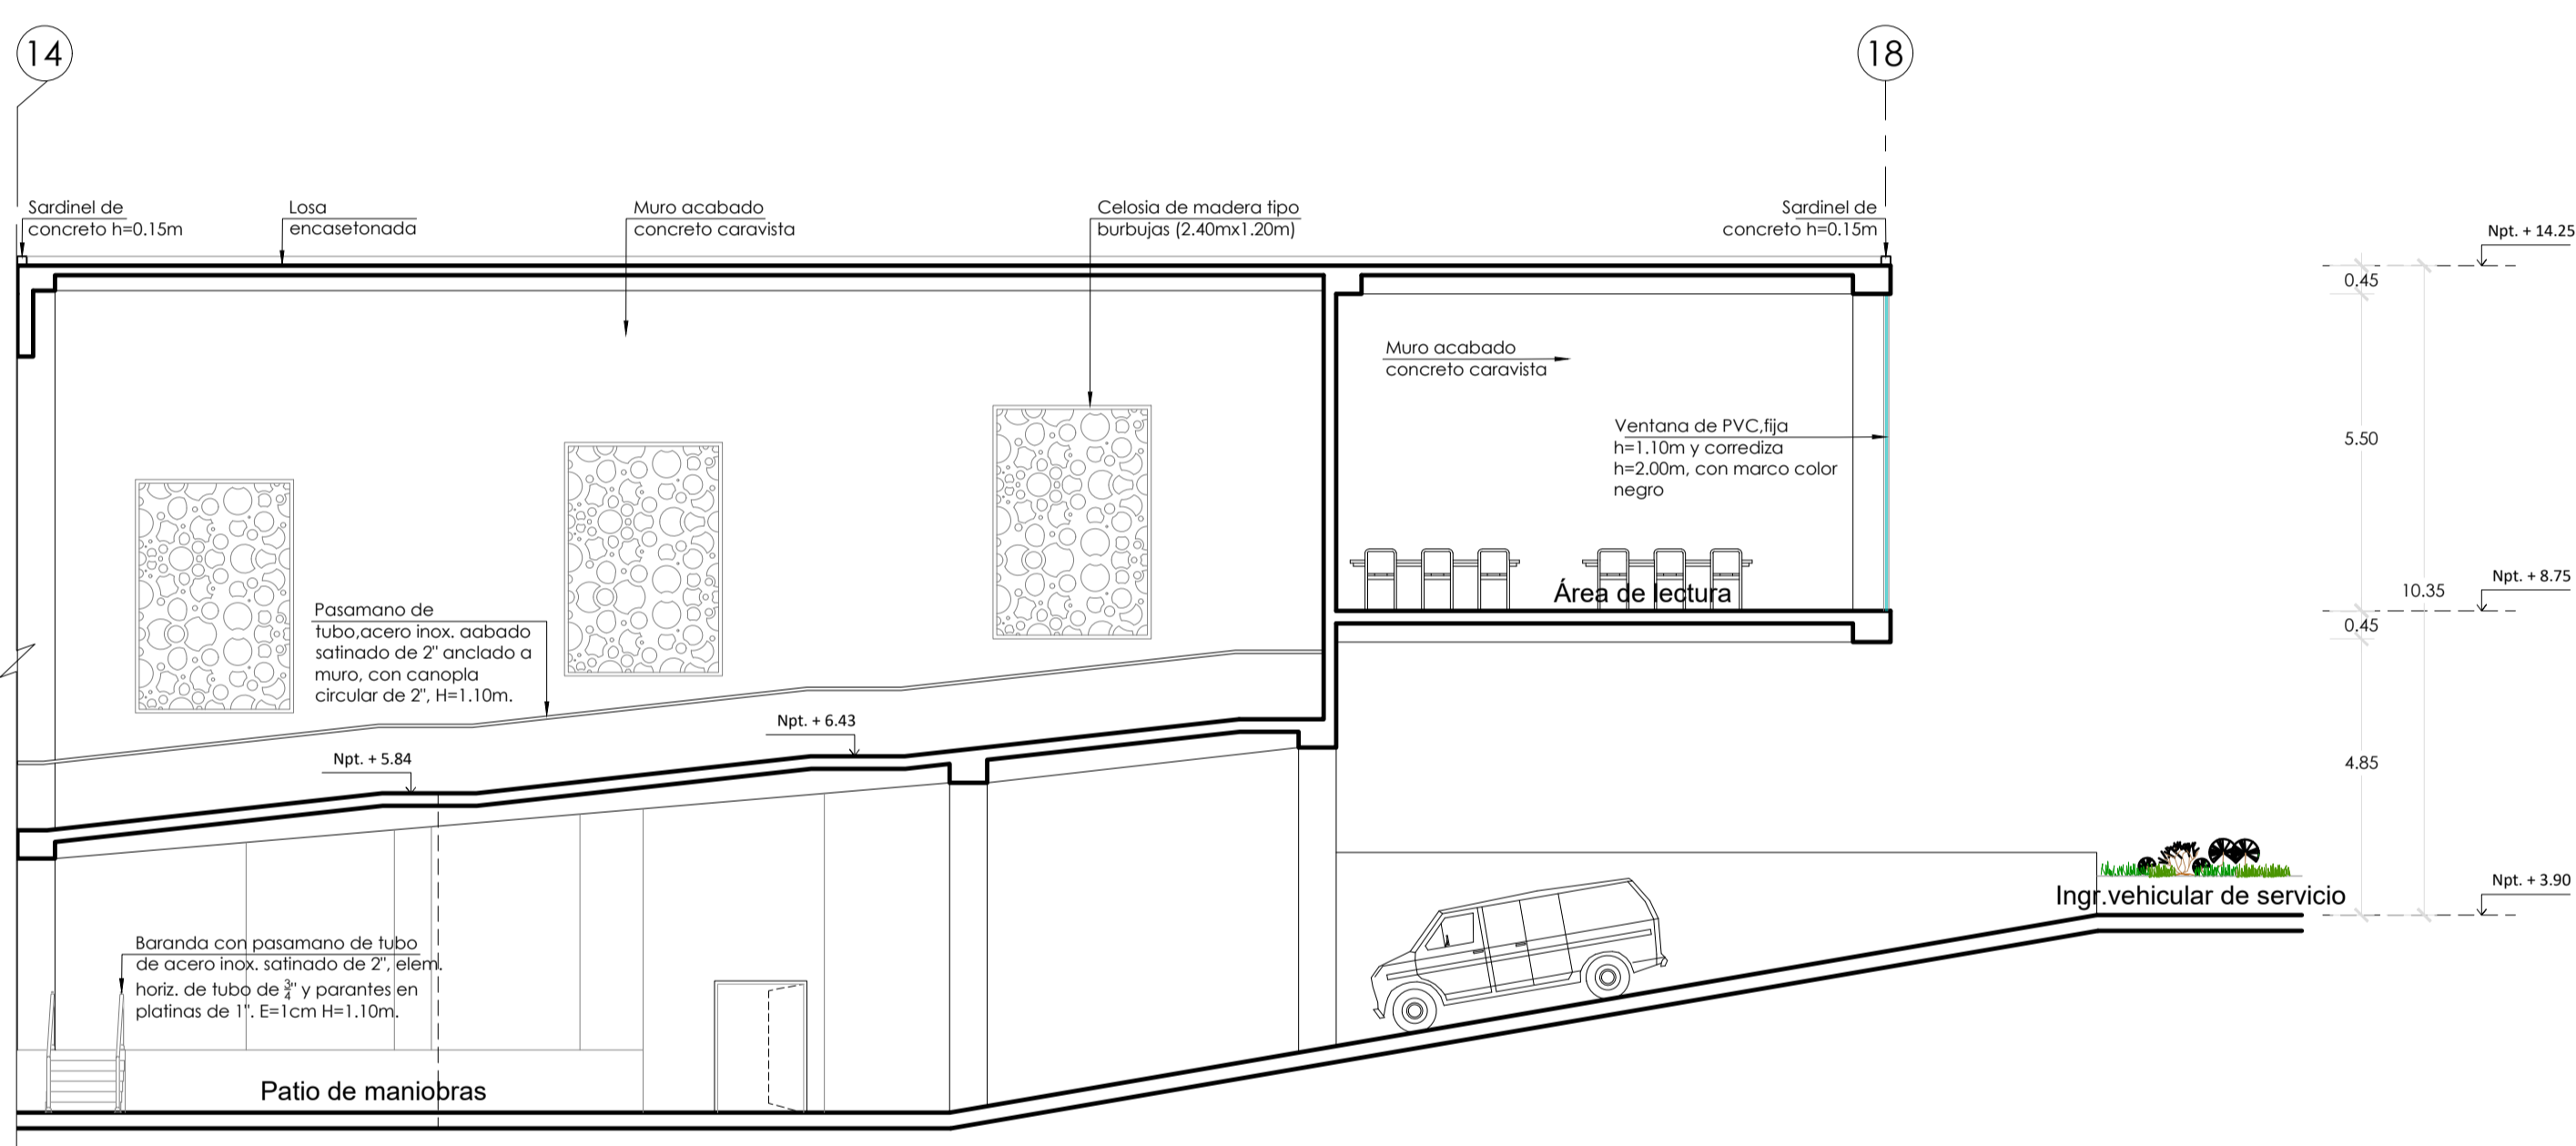 14
18
Sardinel de
concreto h=0.15m
Losa
encasetonada
Muro acabado
concreto caravista
Celosia de madera tipo
burbujas (2.40mx1.20m)
Sardinel de
concreto h=0.15m
Npt. + 14.25
0.45
Muro acabado
concreto caravista
Ventana de PVC,fija
h=1.10m y corrediza
h=2.00m, con marco color
negro
5.50
Área de lectura
Npt. + 8.75
10.35
0.45
Pasamano de
tubo,acero inox. aabado
satinado de 2" anclado a
muro, con canopla
circular de 2", H=1.10m.
Npt. + 6.43
Npt. + 5.84
4.85
Npt. + 3.90
Ingr.vehicular de servicio
Baranda con pasamano de tubo
de acero inox. satinado de 2", elem.
horiz. de tubo de 3/4" y parantes en
platinas de 1". E=1cm H=1.10m.
Patio de maniobras